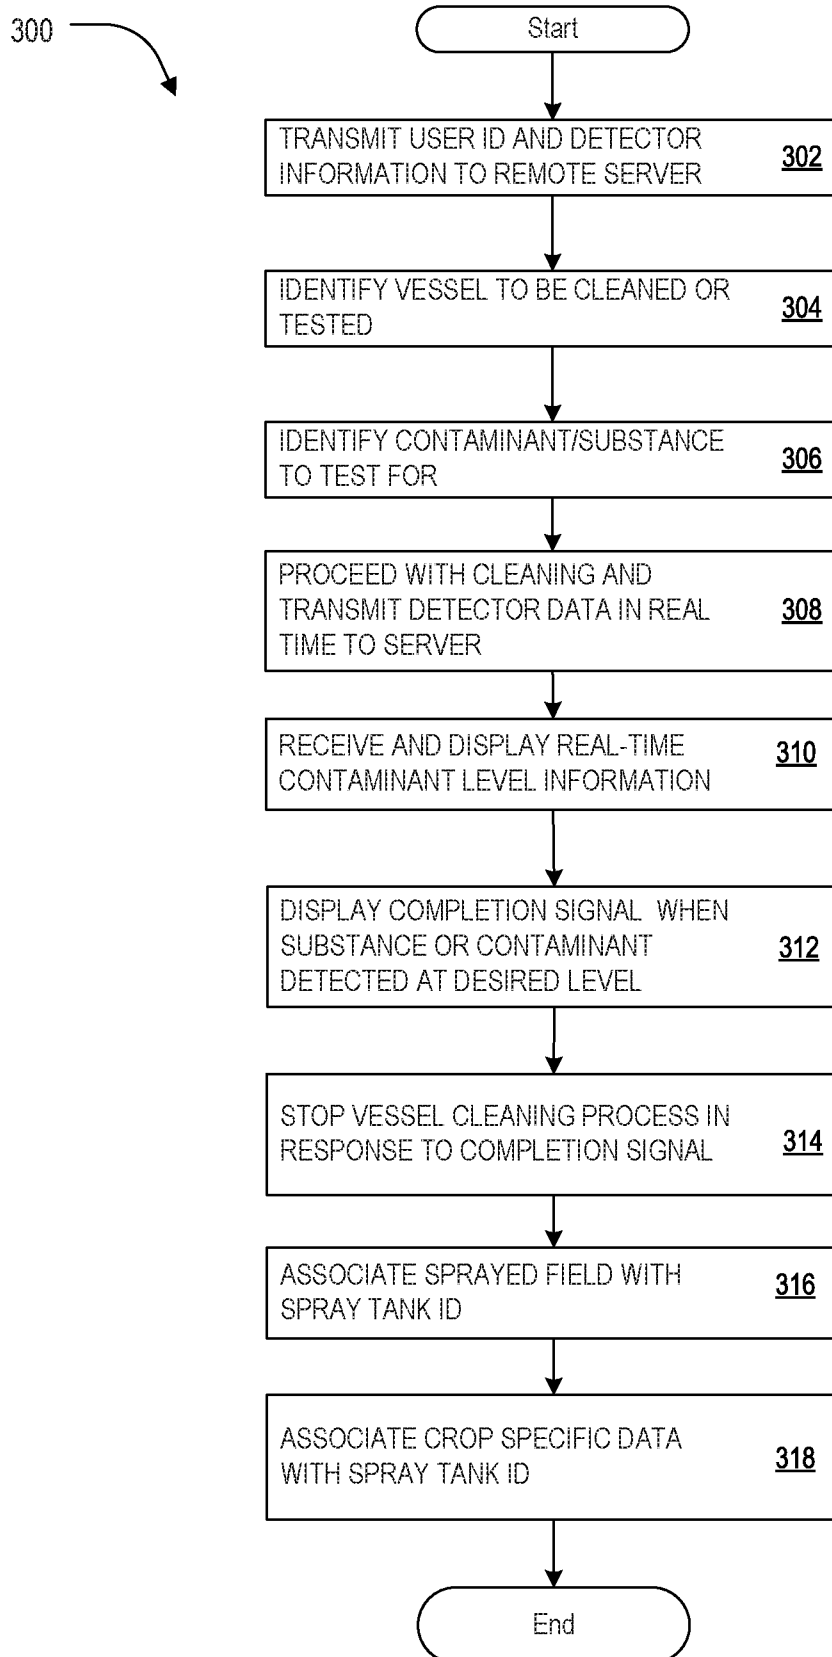 300
Start
TRANSMIT USER ID AND DETECTOR
INFORMATION TO REMOTE SERVER
302
IDENTIFY VESSEL TO BE CLEANED OR
TESTED
304
IDENTIFY CONTAMINANT/SUBSTANCE
TO TEST FOR
306
PROCEED WITH CLEANING AND
TRANSMIT DETECTOR DATA IN REAL
TIME TO SERVER
308
RECEIVE AND DISPLAY REAL-TIME
CONTAMINANT LEVEL INFORMATION
310
DISPLAY COMPLETION SIGNAL WHEN
SUBSTANCE OR CONTAMINANT
DETECTED AT DESIRED LEVEL
312
STOP VESSEL CLEANING PROCESS IN
RESPONSE TO COMPLETION SIGNAL
314
ASSOCIATE SPRAYED FIELD WITH
SPRAY TANK ID
316
ASSOCIATE CROP SPECIFIC DATA
WITH SPRAY TANK ID
318
End